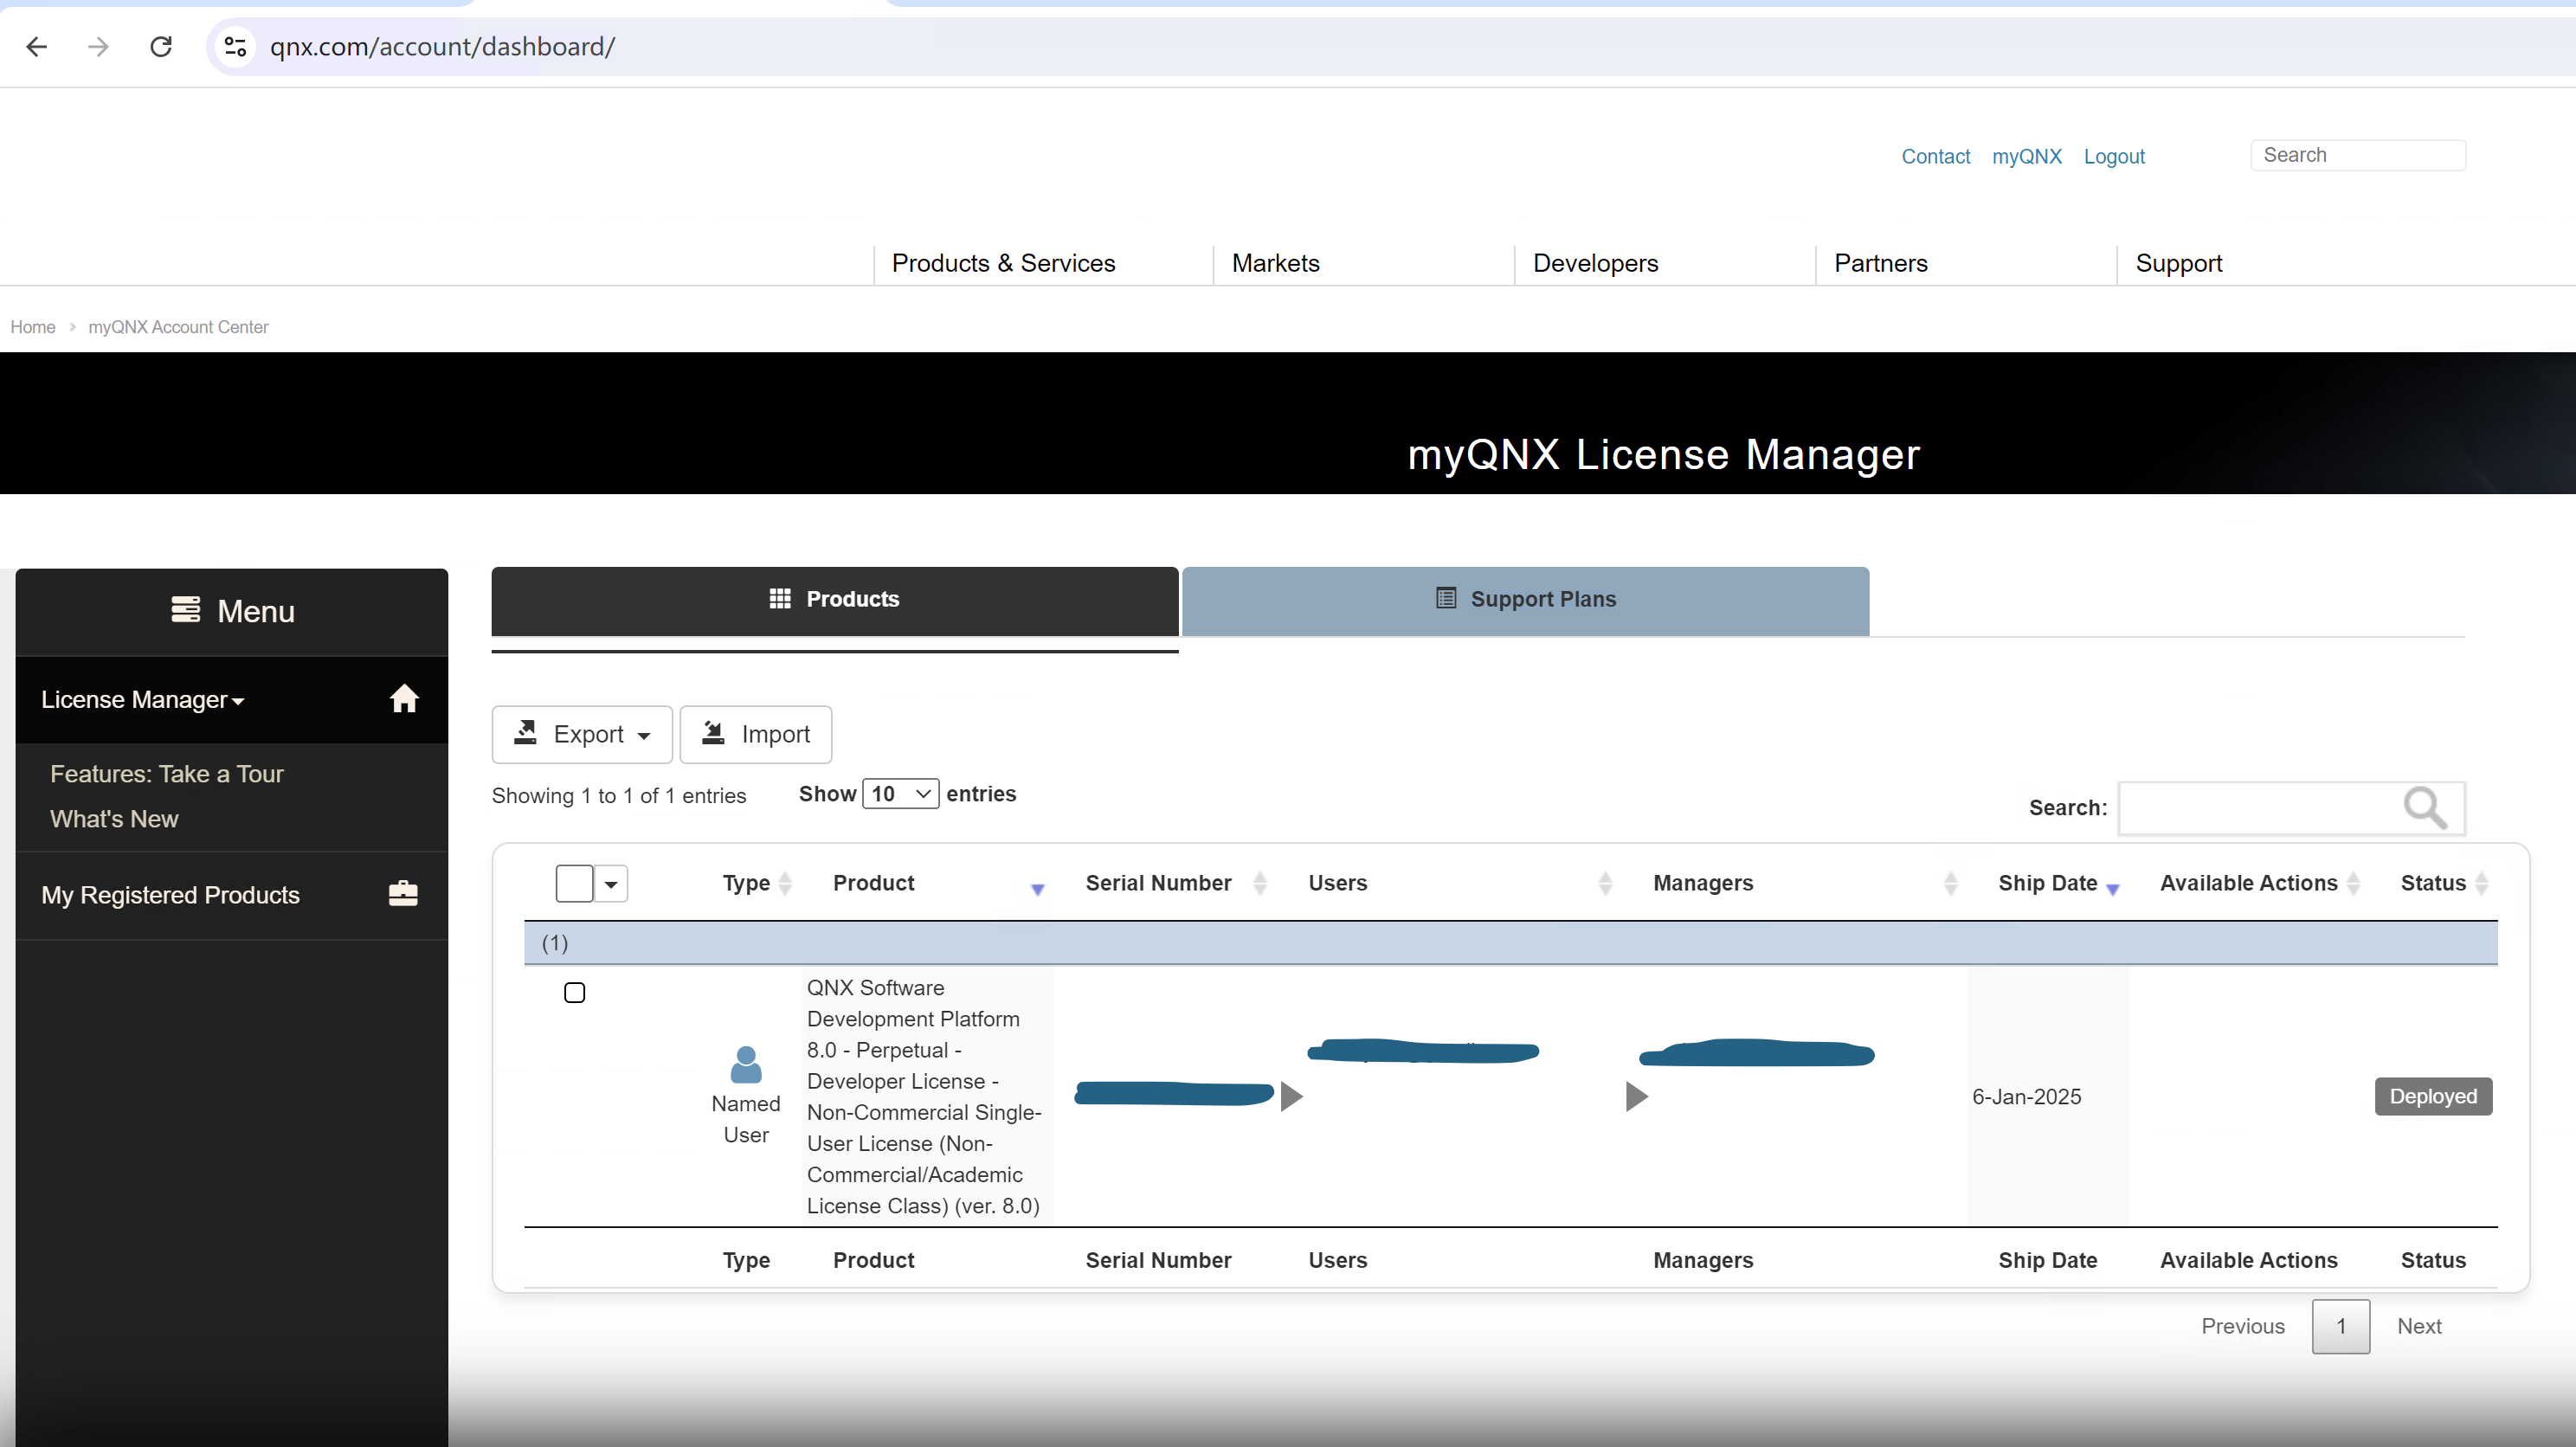 qnx.com/account/dashboard/
Contact myQNX Logout Search
Products & Services Markets Developers Partners Support
Home myQNX Account Center
myQNX License Manager
Menu
License Manager
Features: Take a Tour
What's New
My Registered Products
Products Support Plans
Export Import
Showing 1 to 1 of 1 entries Show 10 entries
Search:
Type Product Serial Number Users Managers Ship Date Available Actions Status
(1)
Named
User
QNX Software
Development Platform
8.0 - Perpetual -
Developer License -
Non-Commercial Single-
User License (Non-
Commercial/Academic
License Class) (ver. 8.0)
6-Jan-2025
Deployed
Type Product Serial Number Users Managers Ship Date Available Actions Status
Previous 1 Next